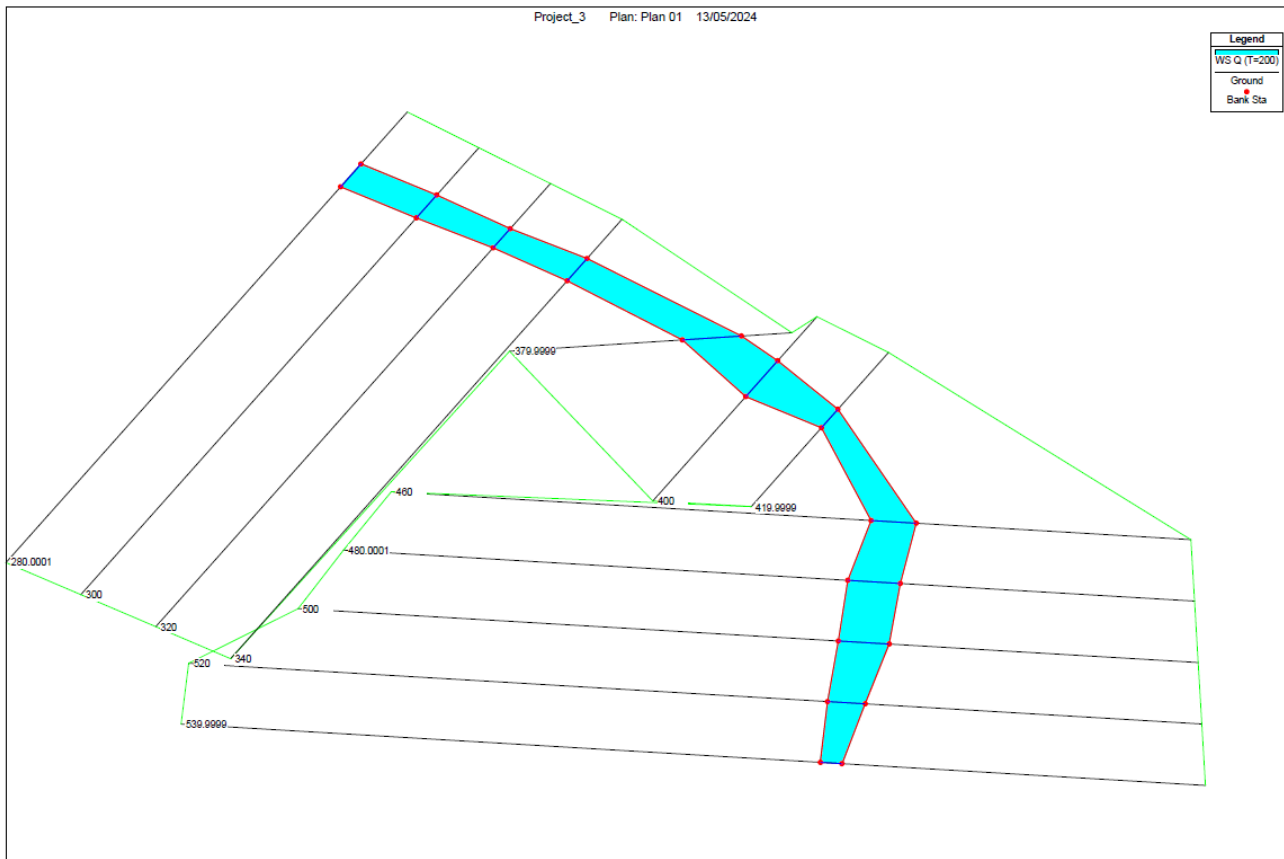 Project_3 Plan: Plan 01 13/05/2024
Legend
WS Q (T=200)
Ground
Bank Sta
379.9999
460
400
419.9999
480.0001
280.0001
300
500
320
340
520
539.9999